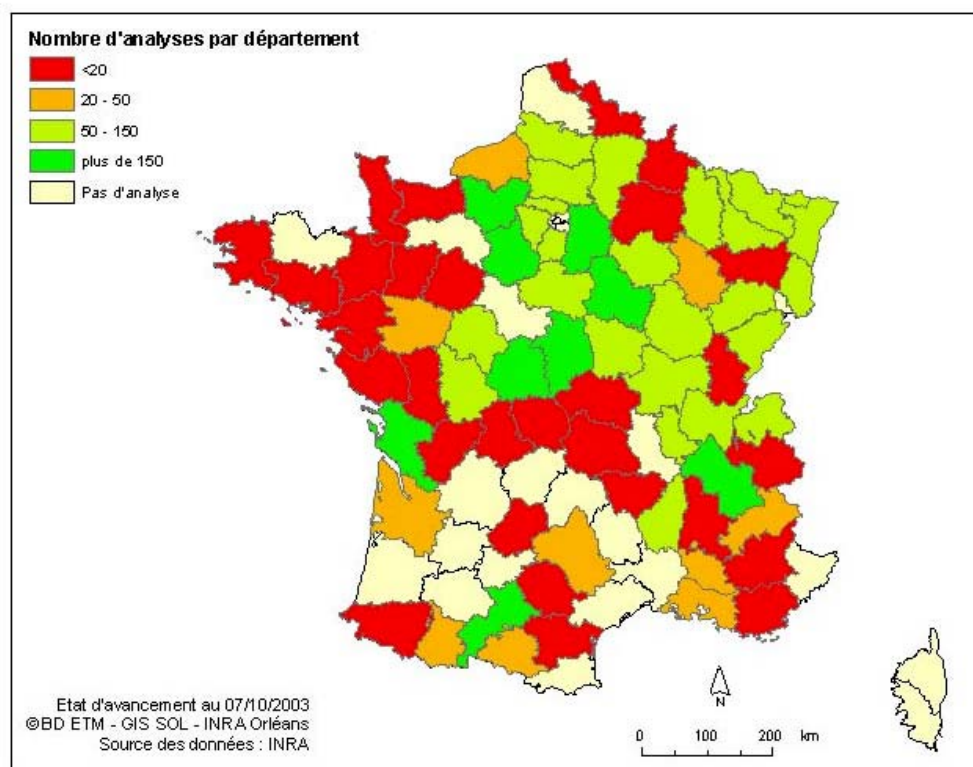 Nombre d'analyses par département
<20
20 - 50
50 - 150
plus de 150
Pas d'analyse
Etat d'avancement au 07/10/2003
©BD ETM - GIS SOL - INRA Orléans
Source des données : INRA
N
0 100 200 km